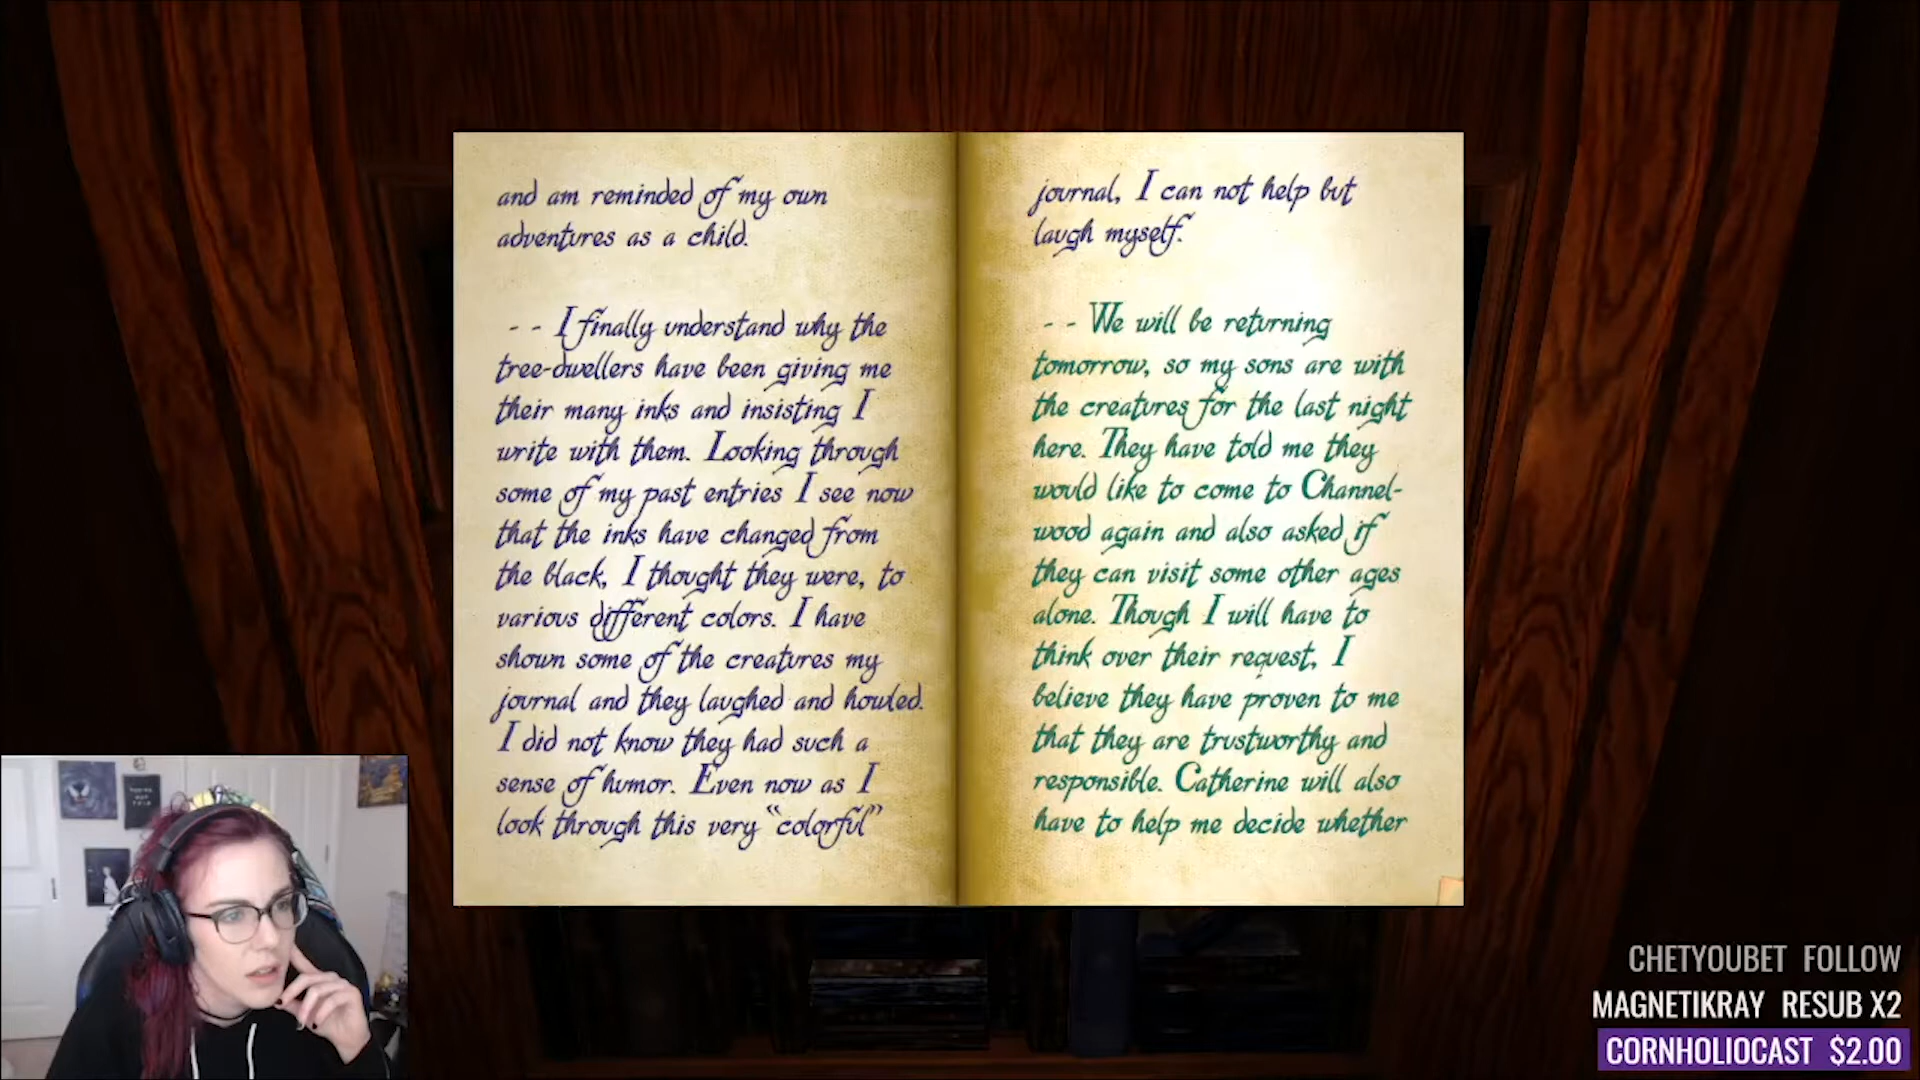 and am reminded of my own
adventures as a child.
- - I finally understand why the
tree-dwellers have been giving me
their many inks and insisting I
write with them. Looking through
some of my past entries I see now
that the inks have changed from
the black, I thought they were, to
various different colors. I have
shown some of the creatures my
journal and they laughed and howled.
I did not know they had such a
sense of humor. Even now as I
look through this very "colorful"
journal, I can not help but
laugh myself.
- - We will be returning
tomorrow, so my sons are with
the creatures for the last night
here. They have told me they
would like to come to Channel-
wood again and also asked if
they can visit some other ages
alone. Though I will have to
think over their request, I
believe they have proven to me
that they are trustworthy and
responsible. Catherine will also
have to help me decide whether
CHETYOUBET FOLLOW
MAGNETIKRAY RESUB X2
CORNHOLIOCAST $2.00